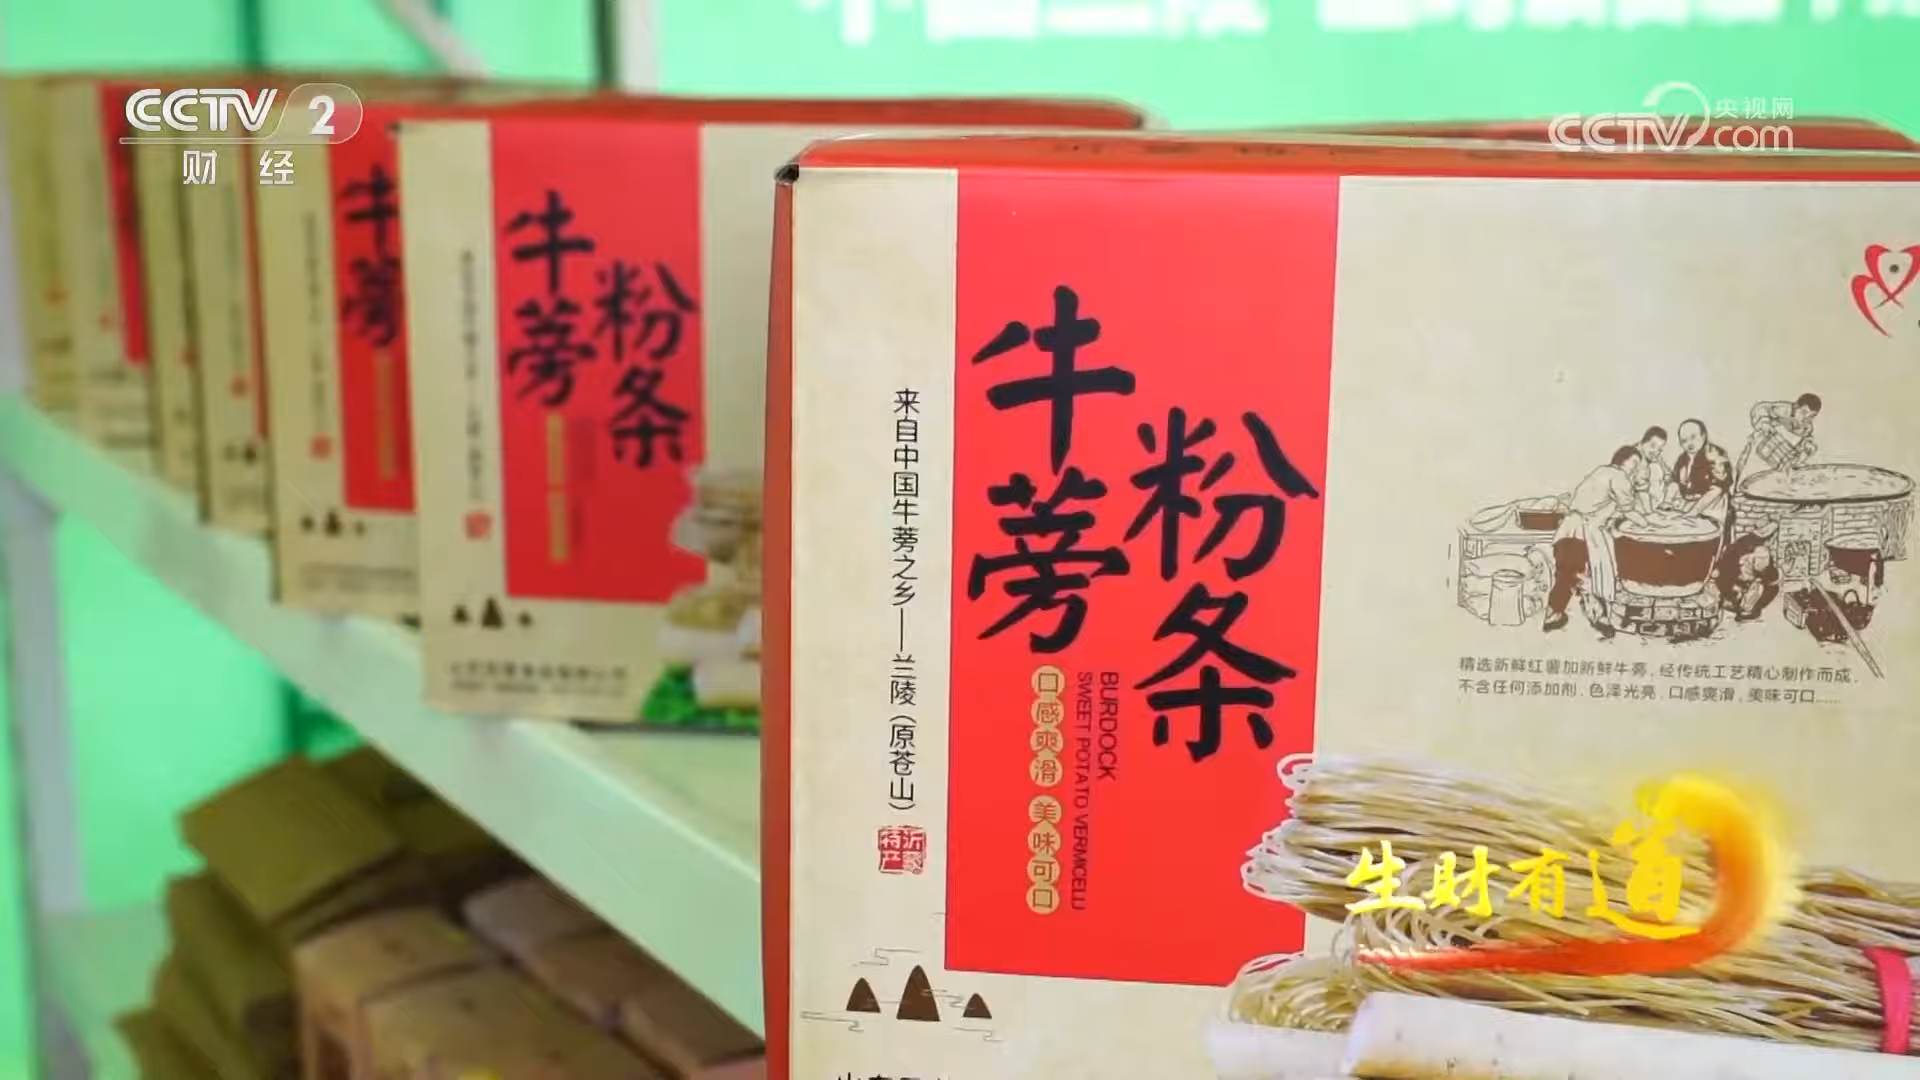 CCTV 2
财经
央视网
CCTV.com
牛蒡
粉条
牛蒡
牛蒡
粉条
来自中国牛蒡之乡——兰陵(原苍山)
沂蒙
特产
口感爽滑 美味可口
BURDOCK
SWEET POTATO VERMICELLI
精选新鲜红薯加新鲜牛蒡,经传统工艺精心制作而成,
不含任何添加剂、色泽光亮,口感爽滑,美味可口......
生财有道